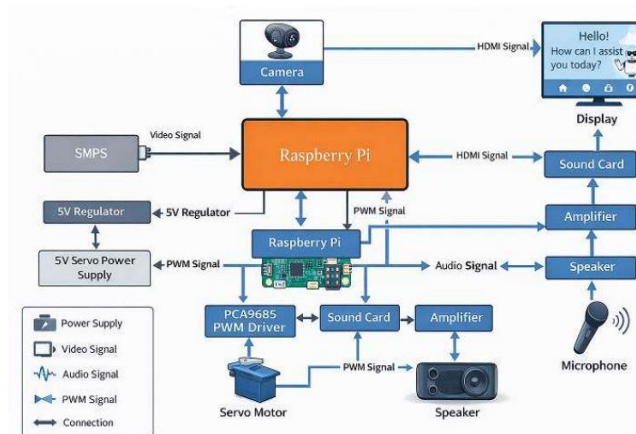 Hello!
How can I assist
you today?
HDMI Signal
Camera
Display
Video Signal
SMPS
Raspberry Pi
HDMI Signal
Sound Card
5V Regulator
5V Regulator
PWM Signal
Amplifier
Raspberry Pi
5V Servo Power
Supply
PWM Signal
Audio Signal
Speaker
Power Supply
Video Signal
Audio Signal
PWM Signal
Connection
PCA9685
PWM Driver
Sound Card
Amplifier
Microphone
PWM Signal
Servo Motor
Speaker